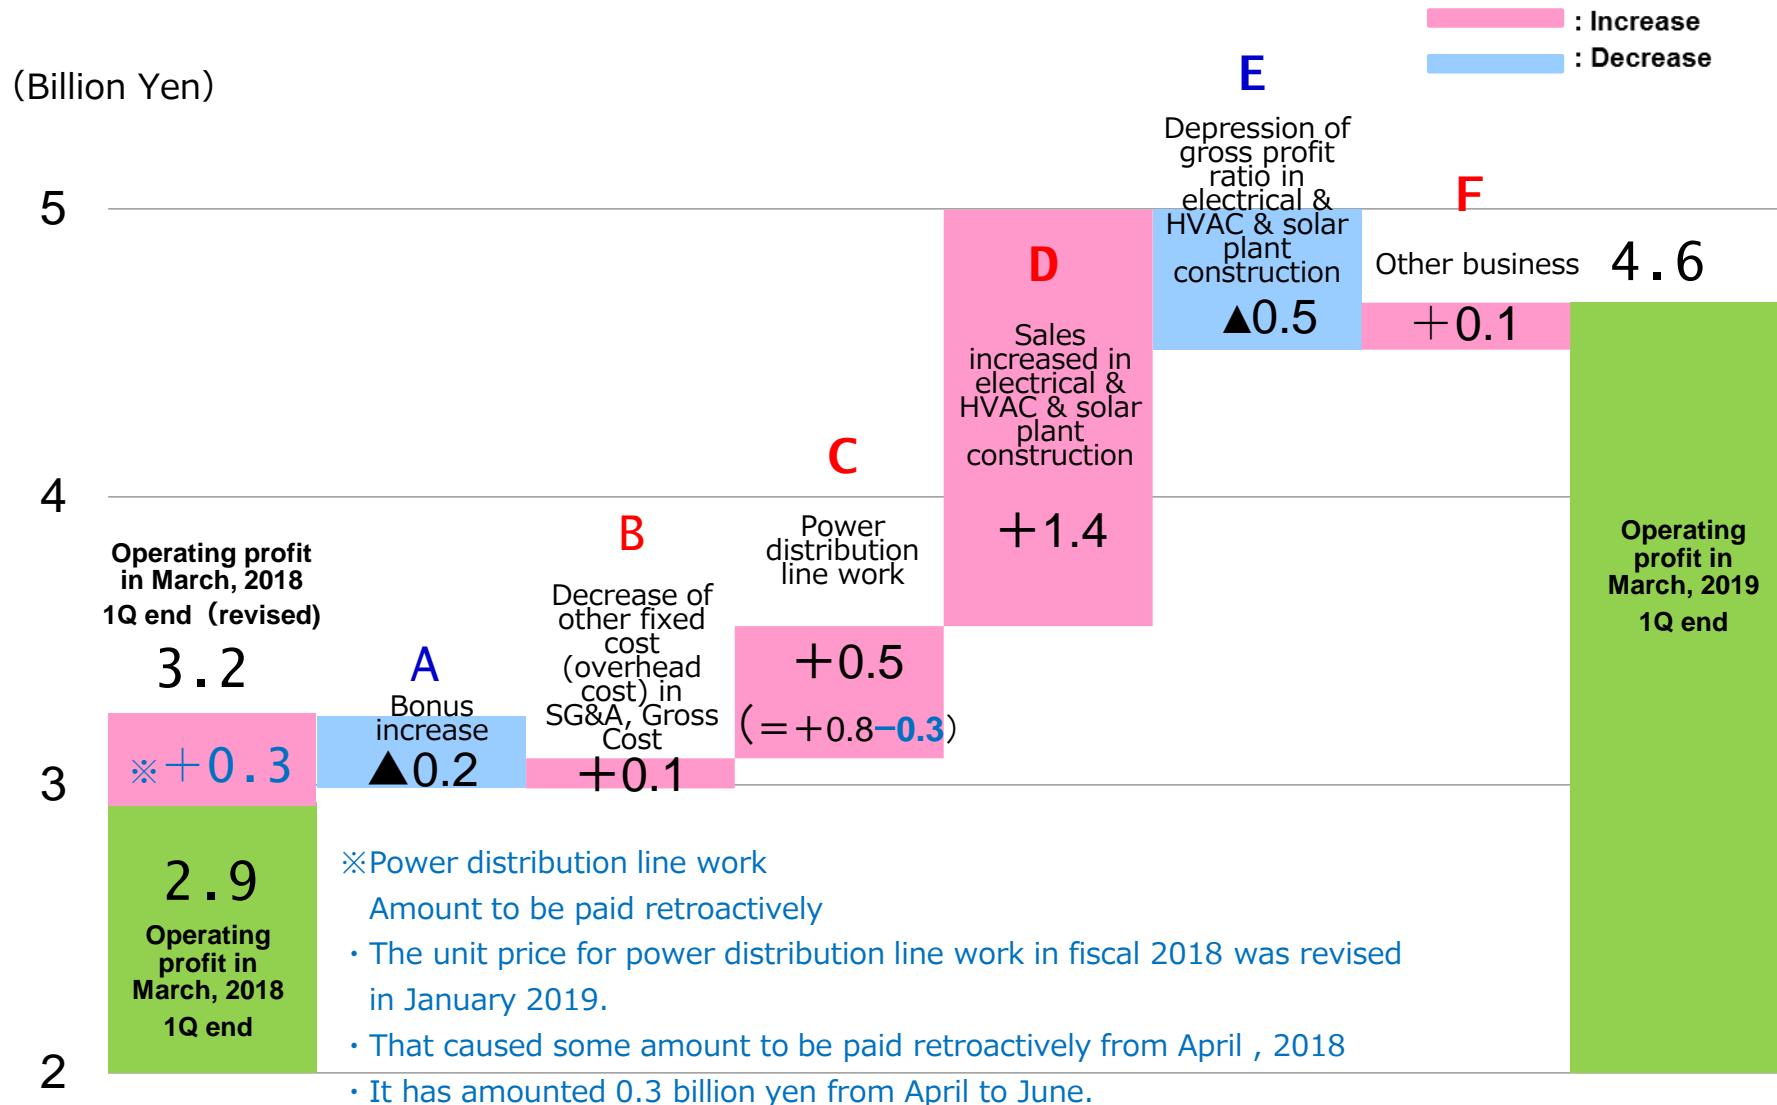 : Increase
: Decrease
(Billion Yen)
5
4
3
2
Operating profit
in March, 2018
1Q end (revised)
3.2
※+0.3
2.9
Operating
profit in
March, 2018
1Q end
A
Bonus
increase
▲0.2
B
Decrease of
other fixed
cost
(overhead
cost) in
SG&A, Gross
Cost
+0.1
C
Power
distribution
line work
+0.5
(=+0.8−0.3)
D
Sales
increased in
electrical &
HVAC & solar
plant
construction
+1.4
E
Depression of
gross profit
ratio in
electrical &
HVAC & solar
plant
construction
▲0.5
F
Other business
+0.1
4.6
Operating
profit in
March, 2019
1Q end
※Power distribution line work
Amount to be paid retroactively
・The unit price for power distribution line work in fiscal 2018 was revised
in January 2019.
・That caused some amount to be paid retroactively from April , 2018
・It has amounted 0.3 billion yen from April to June.